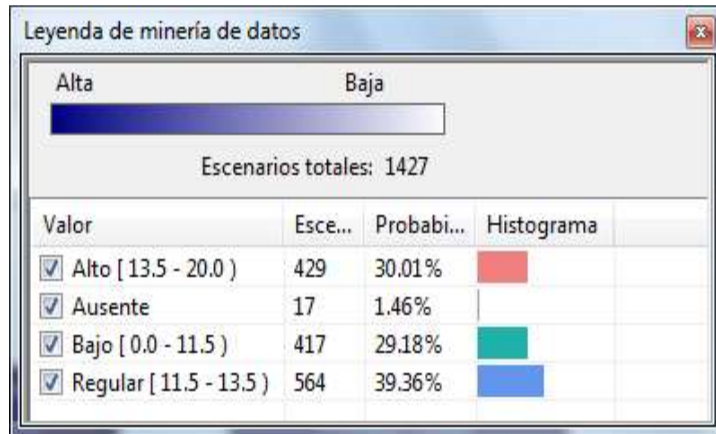 Leyenda de minería de datos
Alta Baja
Escenarios totales: 1427
Valor Esce... Probabi... Histograma
Alto [ 13.5 - 20.0 ) 429 30.01%
Ausente 17 1.46%
Bajo [ 0.0 - 11.5 ) 417 29.18%
Regular [ 11.5 - 13.5 ) 564 39.36%